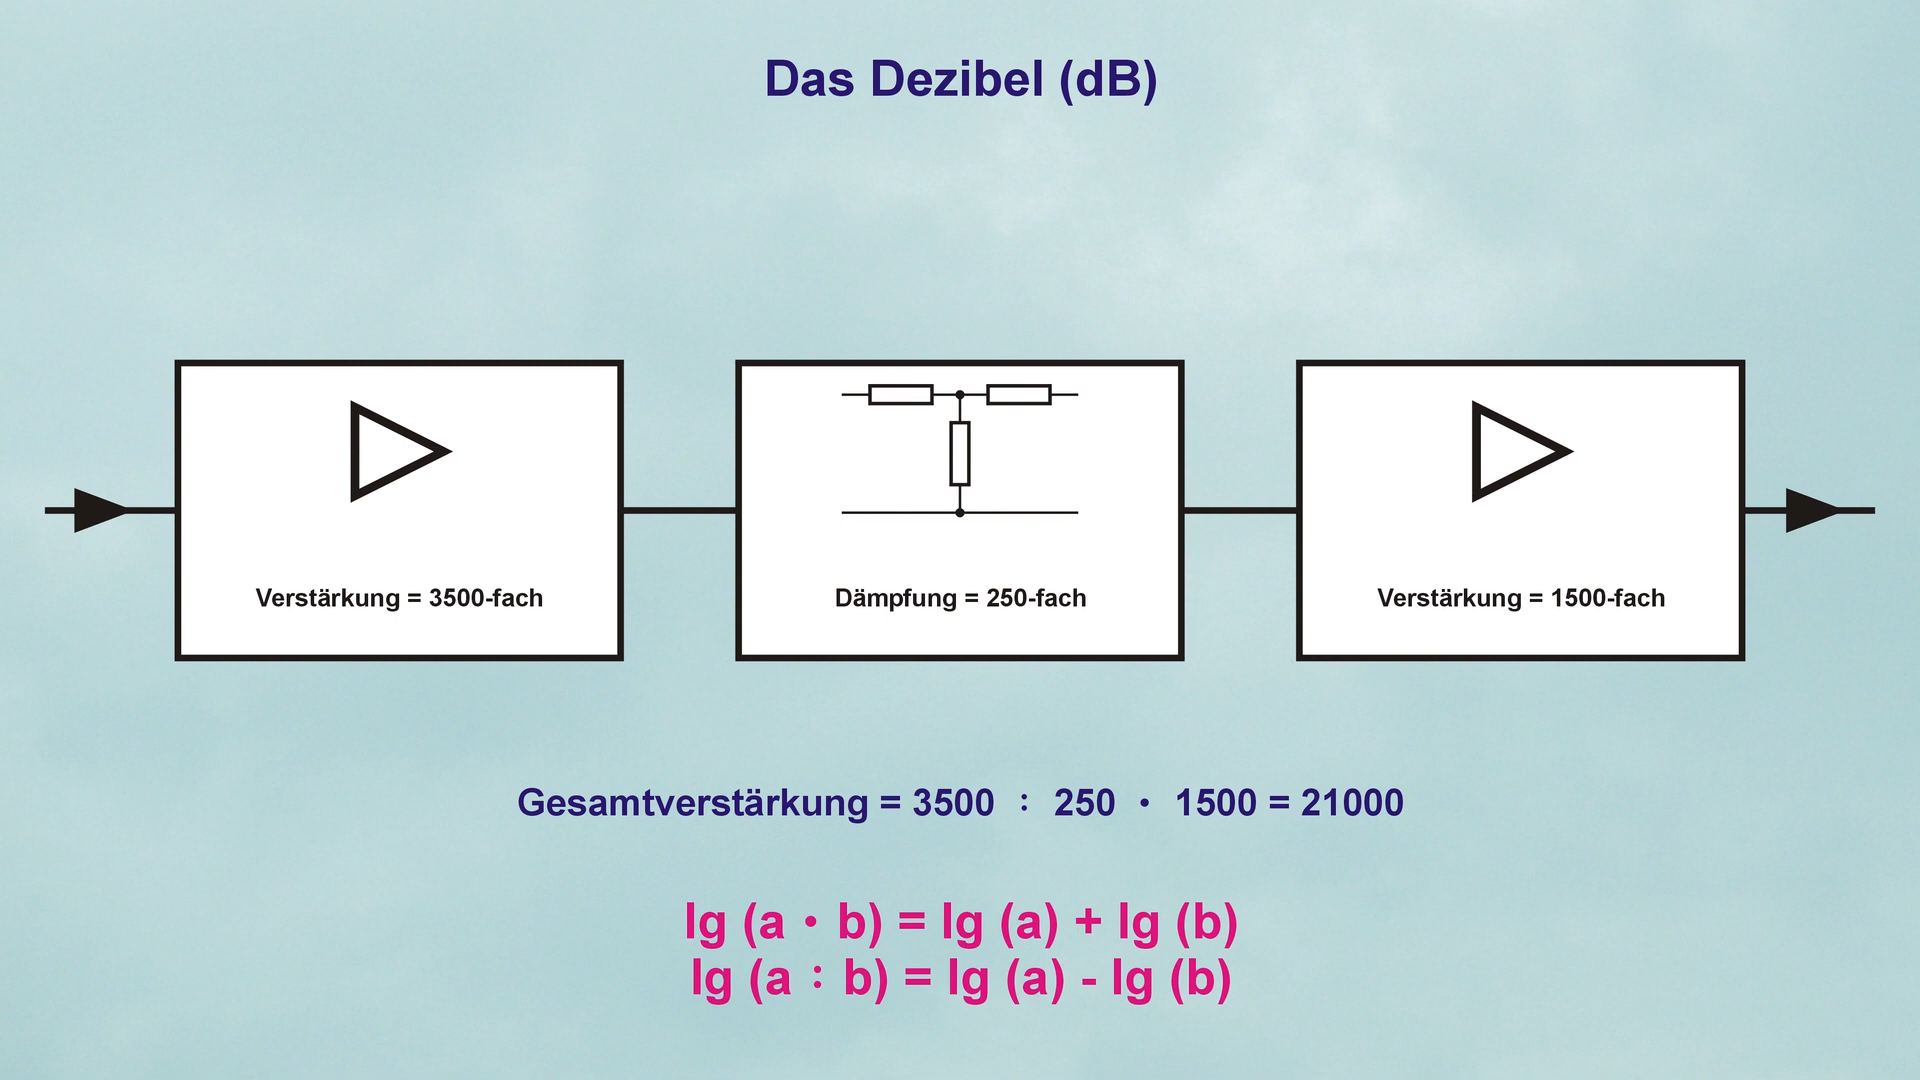 Das Dezibel (dB)
Verstärkung = 3500-fach
Dämpfung = 250-fach
Verstärkung = 1500-fach
Gesamtverstärkung = 3500 : 250 · 1500 = 21000
lg (a · b) = lg (a) + lg (b)
lg (a : b) = lg (a) - lg (b)